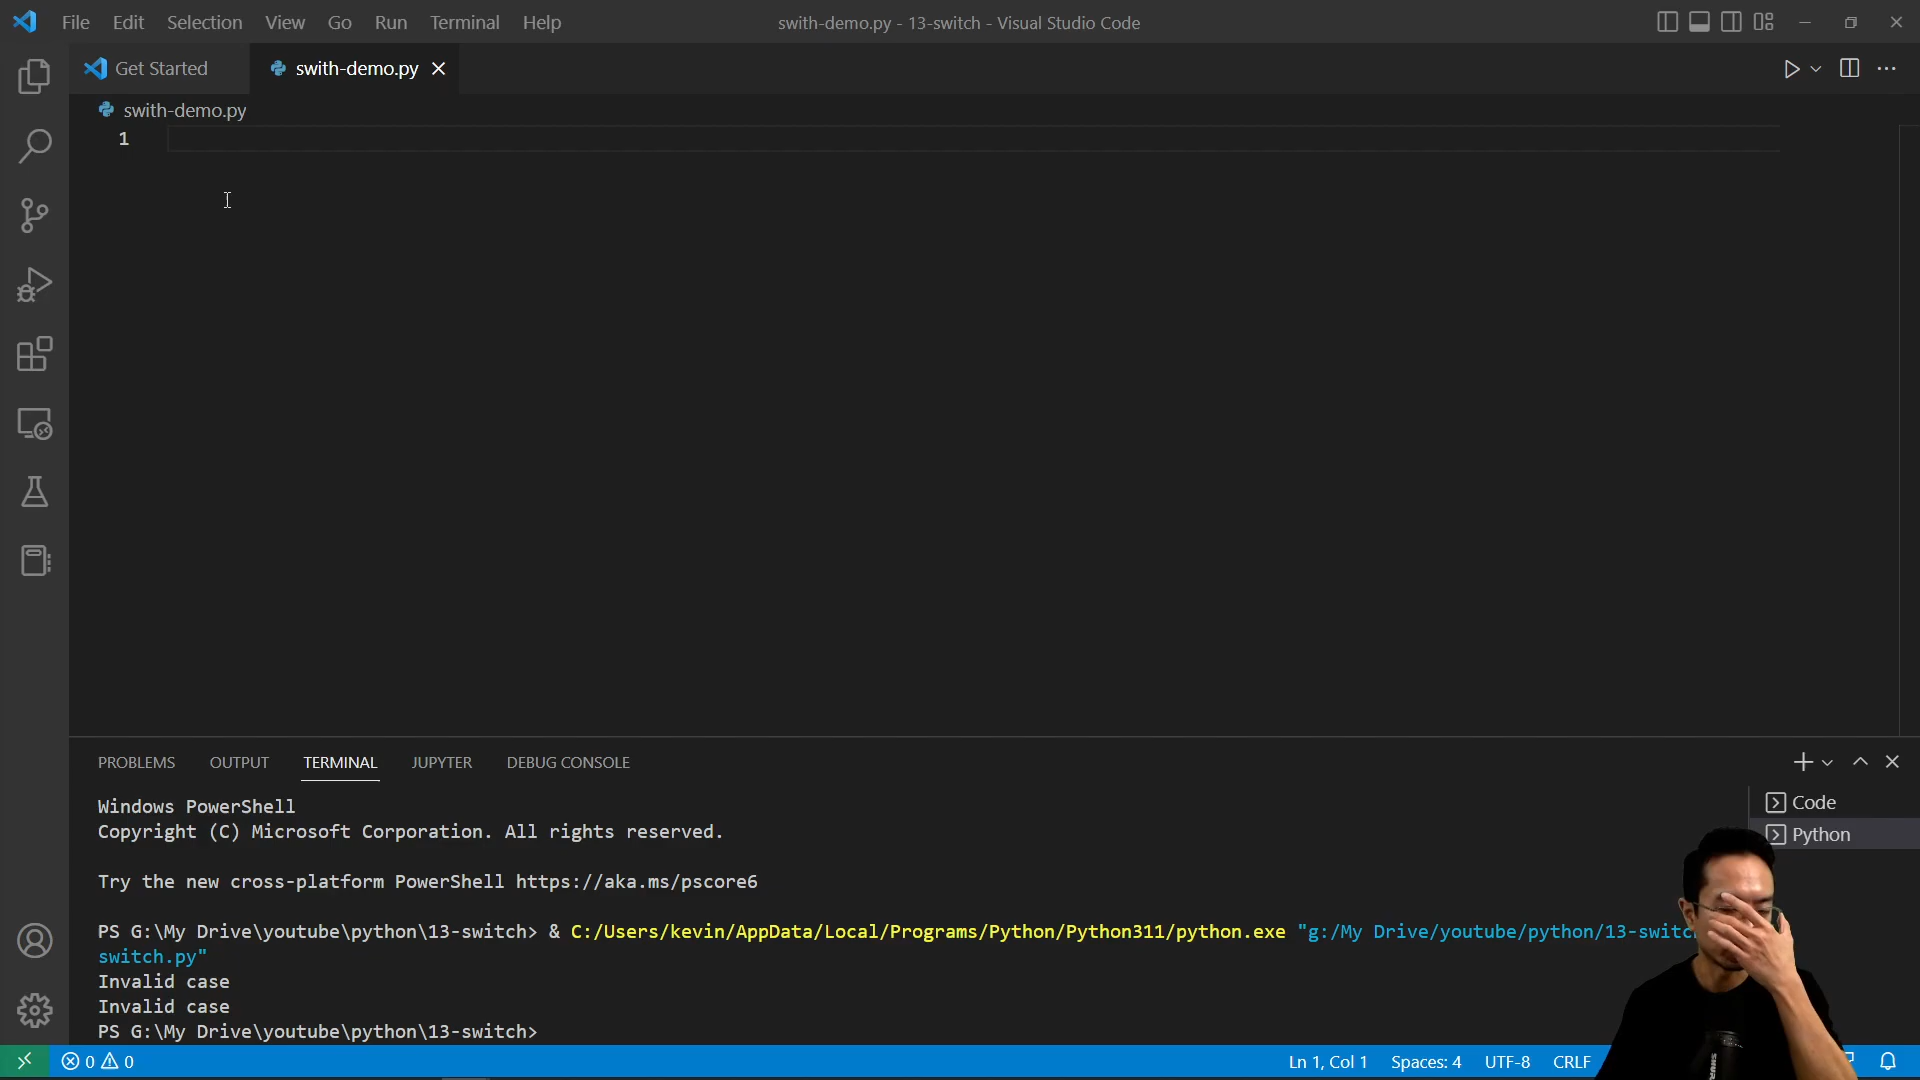 File Edit Selection View Go Run Terminal Help
swith-demo.py - 13-switch - Visual Studio Code
Get Started
swith-demo.py
swith-demo.py
1
PROBLEMS OUTPUT TERMINAL JUPYTER DEBUG CONSOLE
Windows PowerShell
Copyright (C) Microsoft Corporation. All rights reserved.
Try the new cross-platform PowerShell https://aka.ms/pscore6
PS G:\My Drive\youtube\python\13-switch> & C:/Users/kevin/AppData/Local/Programs/Python/Python311/python.exe "g:/My Drive/youtube/python/13-switc
switch.py"
Invalid case
Invalid case
PS G:\My Drive\youtube\python\13-switch>
Code
Python
0 0
Ln 1, Col 1 Spaces: 4 UTF-8 CRLF